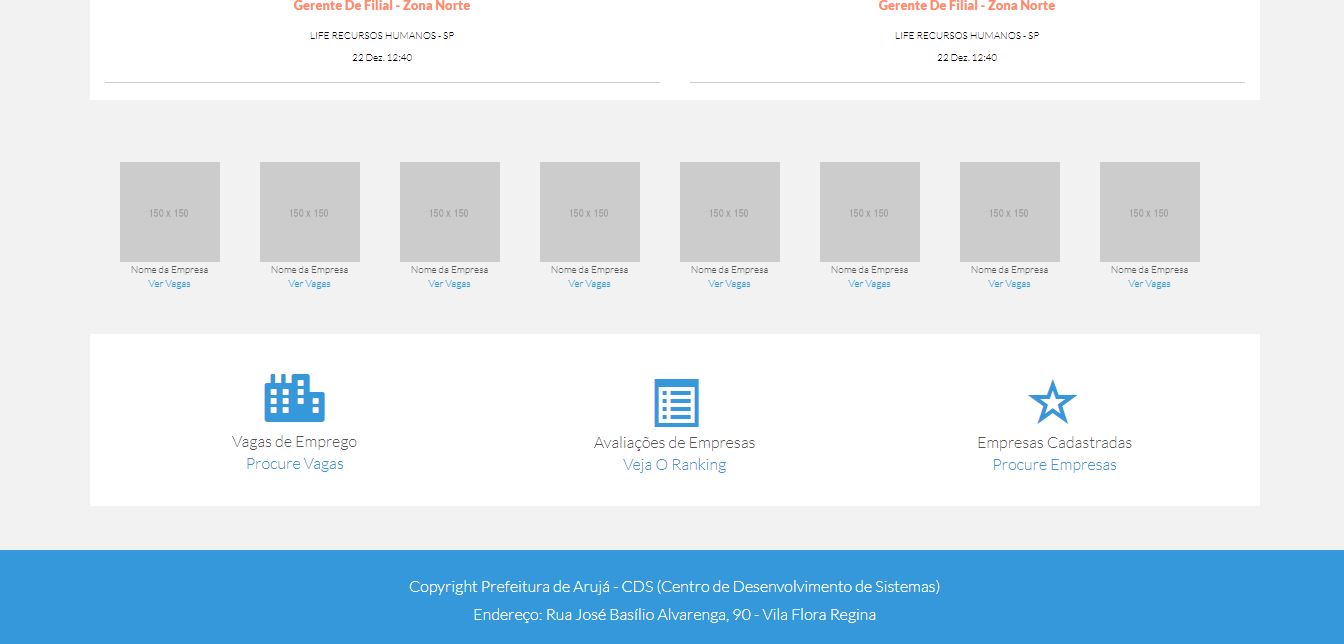 Gerente De Filial - Zona Norte
LIFE RECURSOS HUMANOS - SP
22 Dez. 12:40
Gerente De Filial - Zona Norte
LIFE RECURSOS HUMANOS - SP
22 Dez. 12:40
150 x 150
150 x 150
150 x 150
150 x 150
150 x 150
150 x 150
150 x 150
150 x 150
Nome da Empresa
Nome da Empresa
Nome da Empresa
Nome da Empresa
Nome da Empresa
Nome da Empresa
Nome da Empresa
Nome da Empresa
Ver Vagas
Ver Vagas
Ver Vagas
Ver Vagas
Ver Vagas
Ver Vagas
Ver Vagas
Ver Vagas
Vagas de Emprego
Procure Vagas
Avaliações de Empresas
Veja O Ranking
Empresas Cadastradas
Procure Empresas
Copyright Prefeitura de Arujá - CDS (Centro de Desenvolvimento de Sistemas)
Endereço: Rua José Basílio Alvarenga, 90 - Vila Flora Regina